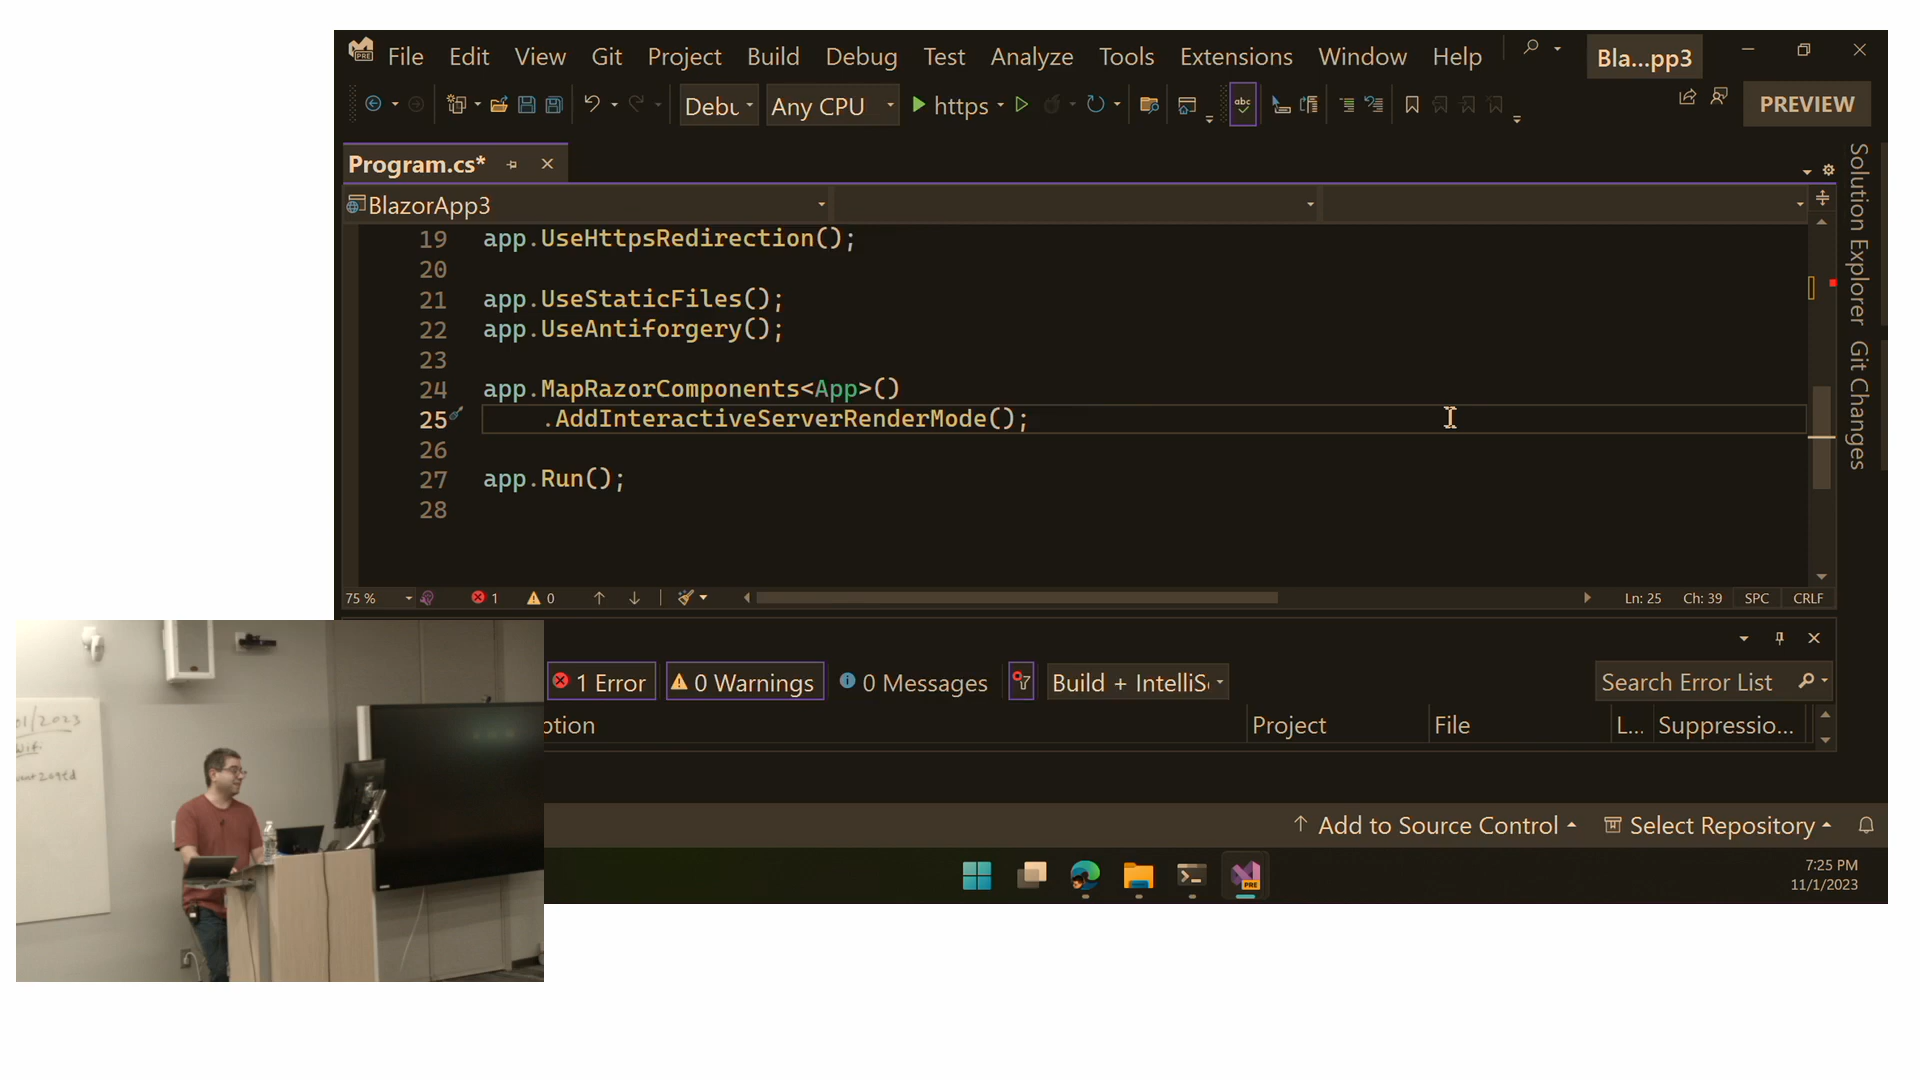 File Edit View Git Project Build Debug Test Analyze Tools Extensions Window Help Bla...pp3
Debu Any CPU https PREVIEW
Program.cs*
BlazorApp3
19 app.UseHttpsRedirection();
20
21 app.UseStaticFiles();
22 app.UseAntiforgery();
23
24 app.MapRazorComponents<App>()
25 .AddInteractiveServerRenderMode();
26
27 app.Run();
28
Solution Explorer
Git Changes
75 % 1 0 Ln: 25 Ch: 39 SPC CRLF
1 Error 0 Warnings 0 Messages Build + IntelliS Search Error List
ption Project File L... Suppressio...
Add to Source Control Select Repository
7:25 PM
11/1/2023
01/2023
Wifi